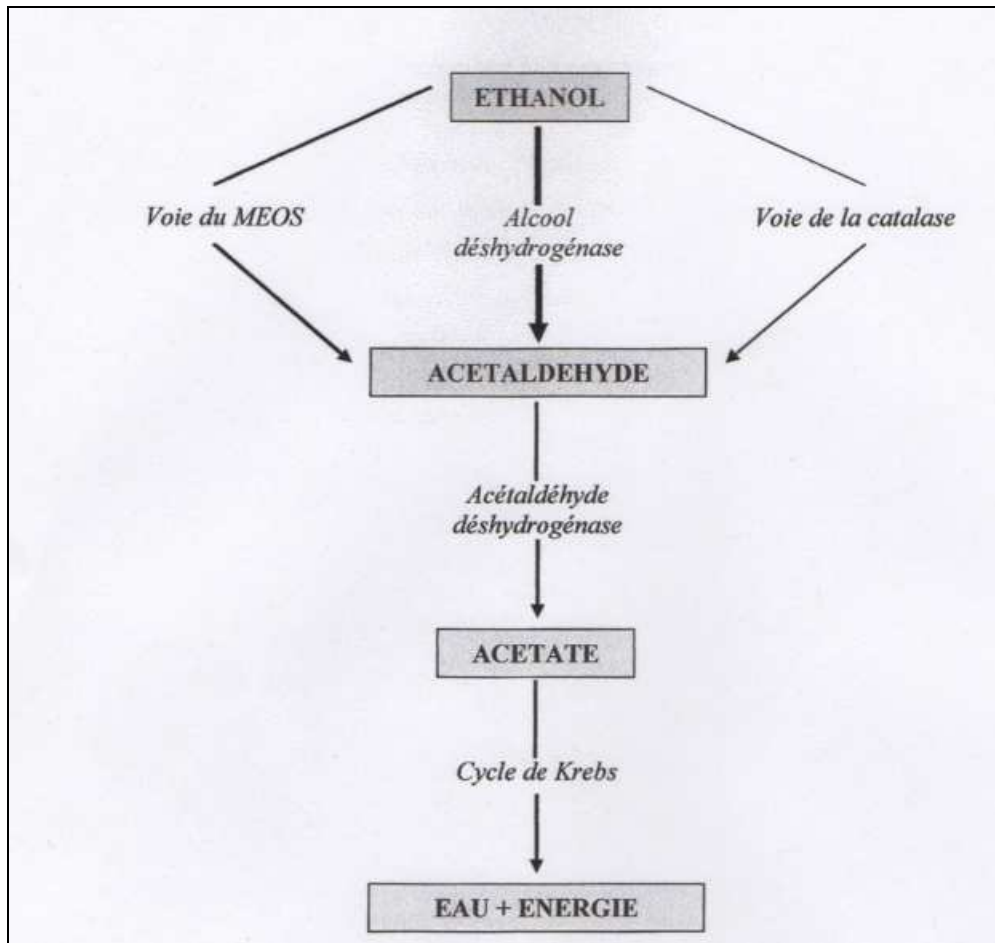 ETHANOL
Voie du MEOS
Alcool
déshydrogénase
Voie de la catalase
ACETALDEHYDE
Acétaldéhyde
déshydrogénase
ACETATE
Cycle de Krebs
EAU + ENERGIE